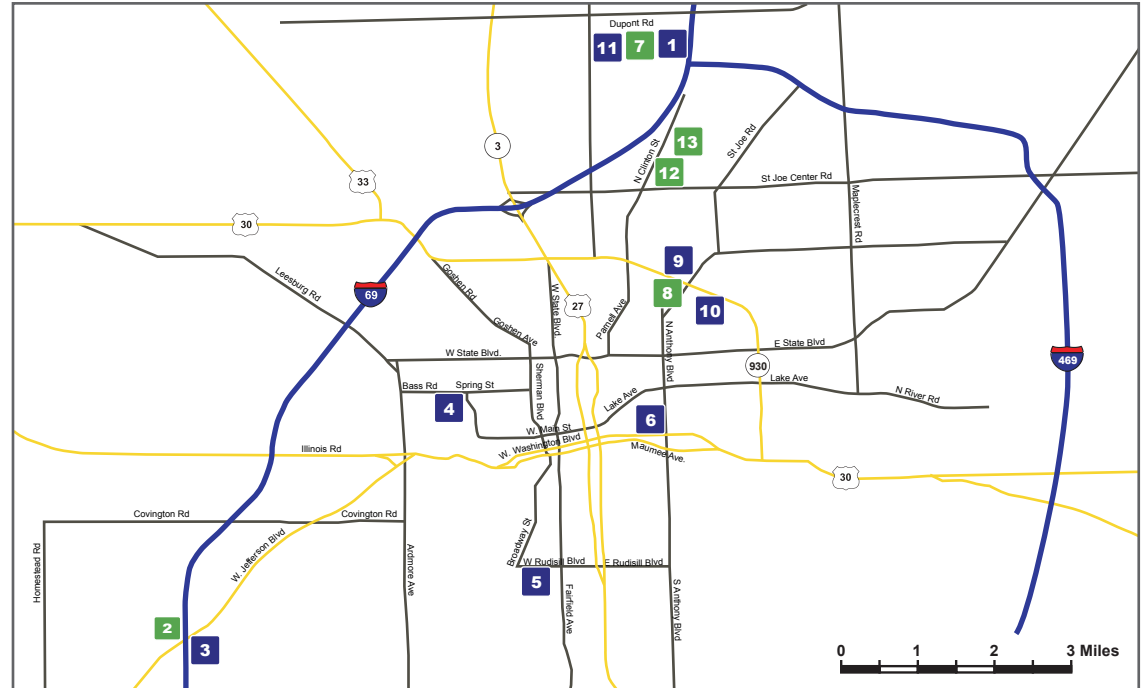 Dupont Rd
11
7
1
3
N Clinton St
13
12
St Joe Rd
St Joe Center Rd
33
30
Maplecrest Rd
Leesburg Rd
69
Goshen Rd
Goshen Ave
W State Blvd.
27
Parnell Ave
9
8
10
N Anthony Blvd
W State Blvd.
E State Blvd
930
469
Bass Rd
Spring St
Sherman Blvd
4
Lake Ave
Lake Ave
N River Rd
6
W. Main St
W. Washington Blvd
Maumee Ave.
Illinois Rd
30
Covington Rd
Covington Rd
Homestead Rd
W. Jefferson Blvd
Ardmore Ave
Broadway St
W Rudisill Blvd
E Rudisill Blvd
5
Fairfield Ave
S Anthony Blvd
2
3
0
1
2
3 Miles